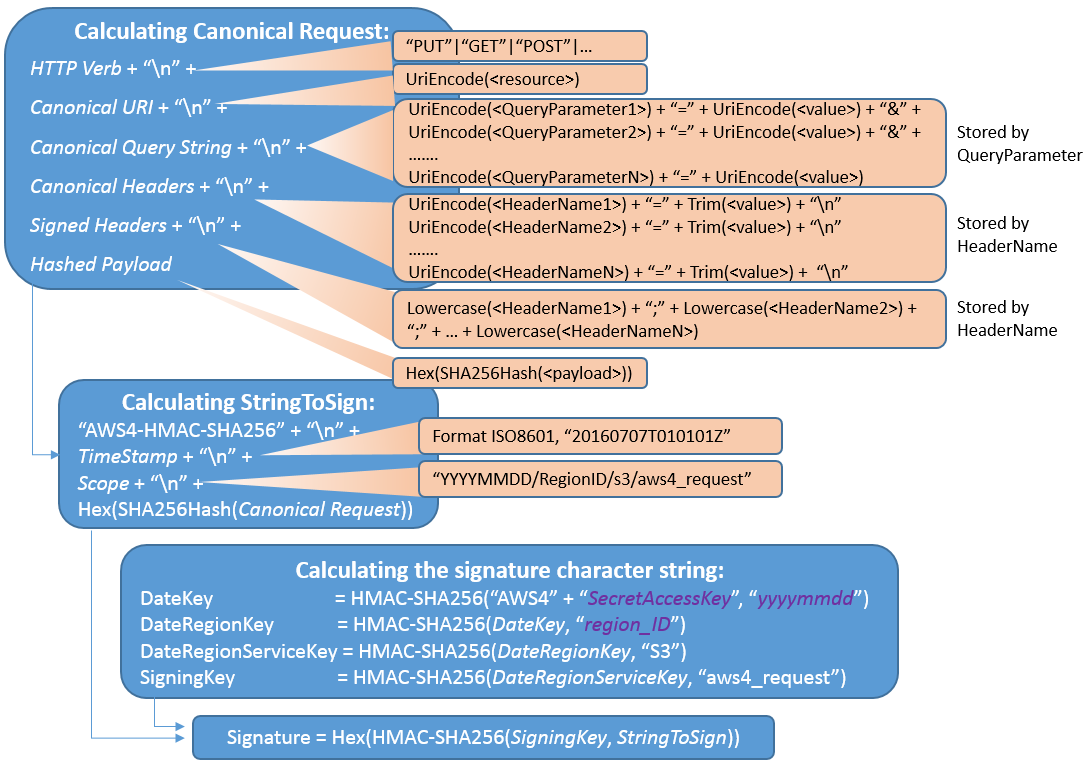 Calculating Canonical Request:
HTTP Verb + “\n” +
“PUT”|“GET”|“POST”|...
Canonical URI + “\n” +
UriEncode(<resource>)
Canonical Query String + “\n” +
UriEncode(<QueryParameter1>) + “=” + UriEncode(<value>) + “&” +
UriEncode(<QueryParameter2>) + “=” + UriEncode(<value>) + “&” +
.......
UriEncode(<QueryParameterN>) + “=” + UriEncode(<value>)
Stored by
QueryParameter
Canonical Headers + “\n” +
UriEncode(<HeaderName1>) + “=” + Trim(<value>) + “\n”
UriEncode(<HeaderName2>) + “=” + Trim(<value>) + “\n”
.......
UriEncode(<HeaderNameN>) + “=” + Trim(<value>) + “\n”
Stored by
HeaderName
Signed Headers + “\n” +
Lowercase(<HeaderName1>) + “;” + Lowercase(<HeaderName2>) +
“;” + ... + Lowercase(<HeaderNameN>)
Stored by
HeaderName
Hashed Payload
Hex(SHA256Hash(<payload>))
Calculating StringToSign:
“AWS4-HMAC-SHA256” + “\n” +
TimeStamp + “\n” +
Format ISO8601, “20160707T010101Z”
Scope + “\n” +
“YYYYMMDD/RegionID/s3/aws4_request”
Hex(SHA256Hash(Canonical Request))
Calculating the signature character string:
DateKey = HMAC-SHA256(“AWS4” + “SecretAccessKey”, “yyyymmdd”)
DateRegionKey = HMAC-SHA256(DateKey, “region_ID”)
DateRegionServiceKey = HMAC-SHA256(DateRegionKey, “S3”)
SigningKey = HMAC-SHA256(DateRegionServiceKey, “aws4_request”)
Signature = Hex(HMAC-SHA256(SigningKey, StringToSign))